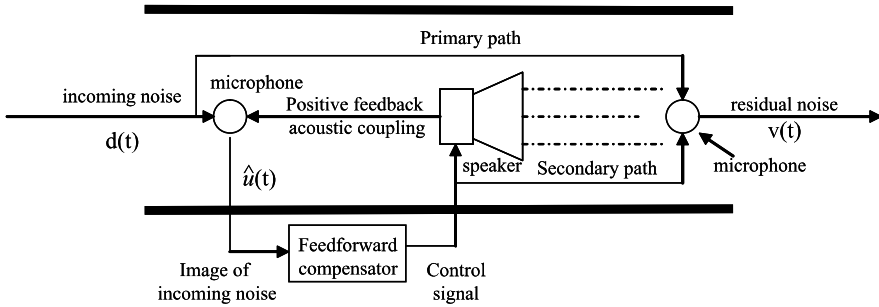 Primary path
microphone
incoming noise
Positive feedback
acoustic coupling
residual noise
d(t)
v(t)
speaker
Secondary path
microphone
û(t)
Feedforward
compensator
Image of
incoming noise
Control
signal